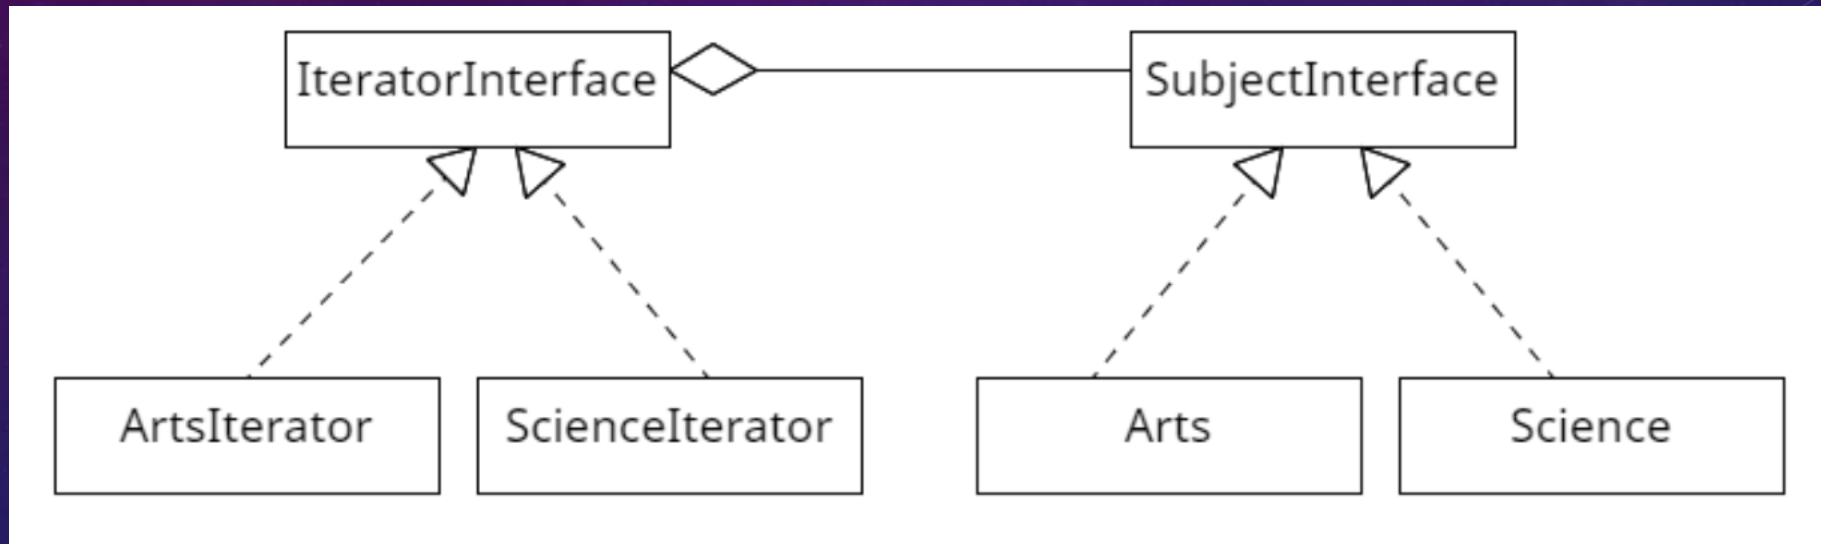 IteratorInterface
SubjectInterface
ArtsIterator
ScienceIterator
Arts
Science